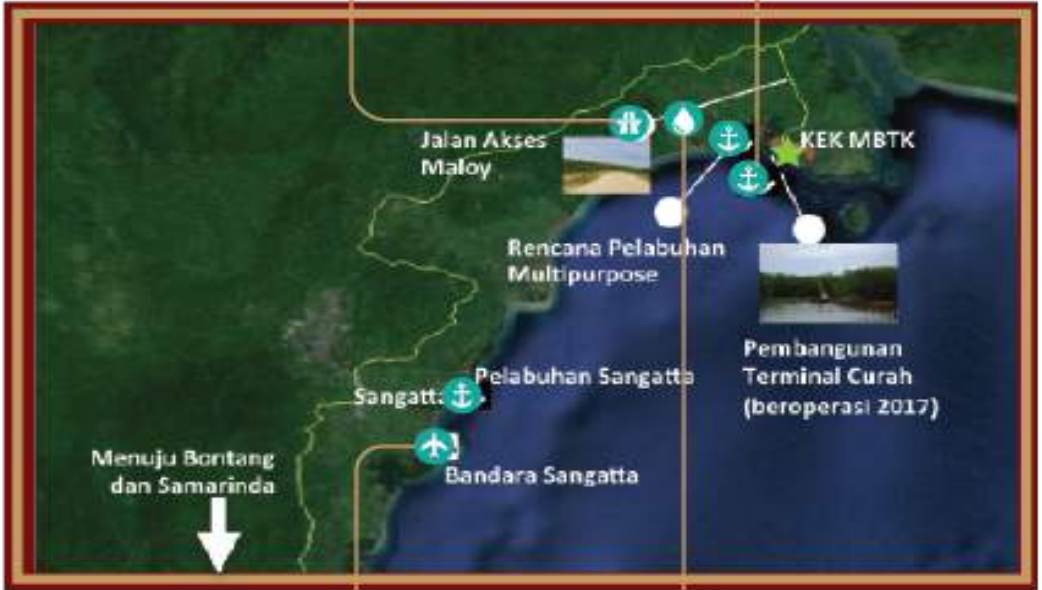 Jalan Akses
Maloy
KEK MBTK
Rencana Pelabuhan
Multipurpose
Pembangunan
Terminal Curah
(beroperasi 2017)
Pelabuhan Sangatta
Sangatta
Bandara Sangatta
Menuju Bontang
dan Samarinda